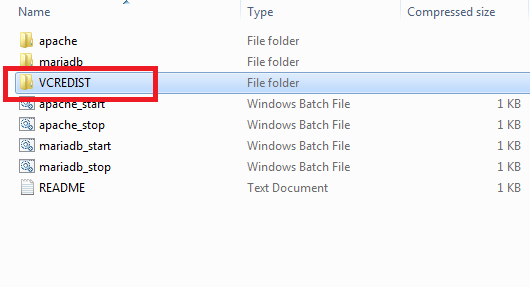 Name Type Compressed size
apache File folder
mariadb File folder
VCREDIST File folder
apache_start Windows Batch File 1 KB
apache_stop Windows Batch File 1 KB
mariadb_start Windows Batch File 1 KB
mariadb_stop Windows Batch File 1 KB
README Text Document 1 KB